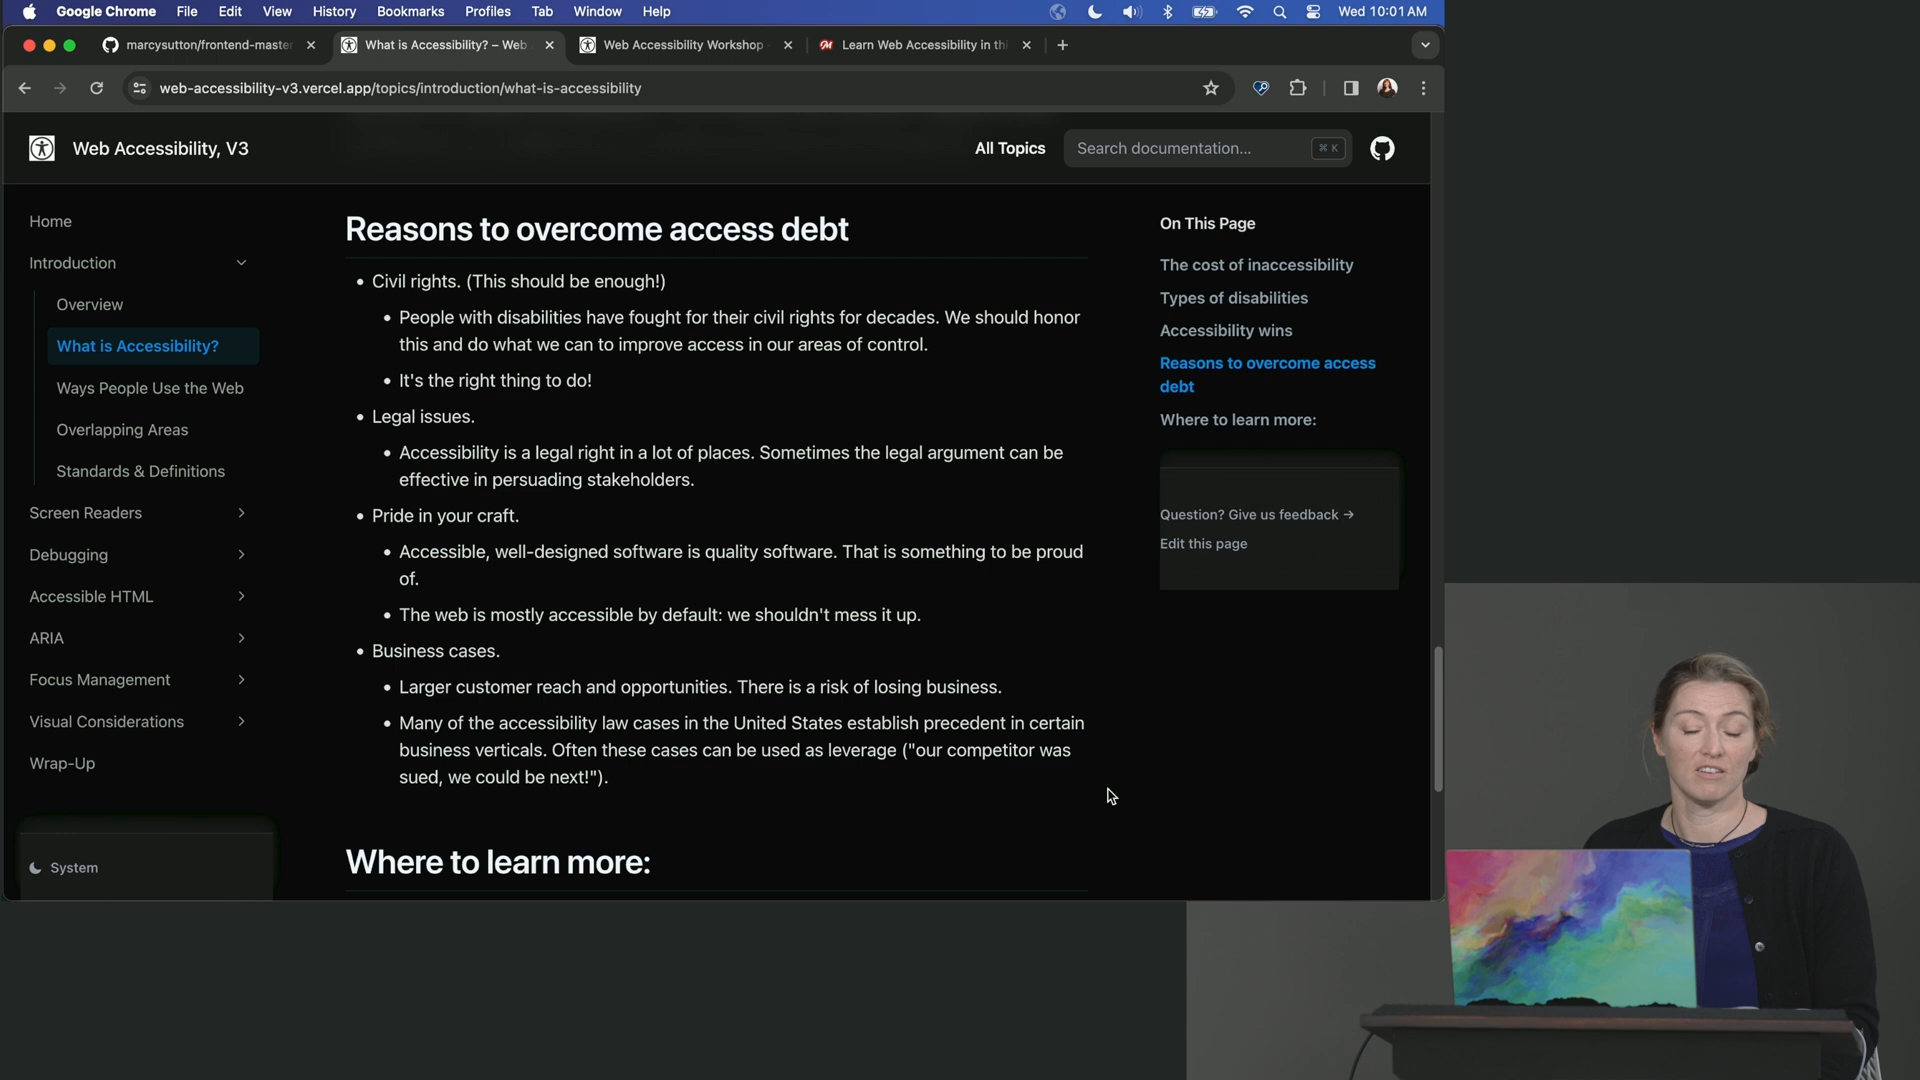 Google Chrome File Edit View History Bookmarks Profiles Tab Window Help Wed 10:01 AM
marcysutton/frontend-master What is Accessibility? – Web Web Accessibility Workshop Learn Web Accessibility in thi
web-accessibility-v3.vercel.app/topics/introduction/what-is-accessibility
Web Accessibility, V3
All Topics
Search documentation... ⌘ K
Home
Introduction
Overview
What is Accessibility?
Ways People Use the Web
Overlapping Areas
Standards & Definitions
Screen Readers
Debugging
Accessible HTML
ARIA
Focus Management
Visual Considerations
Wrap-Up
System
Reasons to overcome access debt
• Civil rights. (This should be enough!)
• People with disabilities have fought for their civil rights for decades. We should honor
this and do what we can to improve access in our areas of control.
• It's the right thing to do!
• Legal issues.
• Accessibility is a legal right in a lot of places. Sometimes the legal argument can be
effective in persuading stakeholders.
• Pride in your craft.
• Accessible, well-designed software is quality software. That is something to be proud
of.
• The web is mostly accessible by default: we shouldn't mess it up.
• Business cases.
• Larger customer reach and opportunities. There is a risk of losing business.
• Many of the accessibility law cases in the United States establish precedent in certain
business verticals. Often these cases can be used as leverage ("our competitor was
sued, we could be next!").
Where to learn more:
On This Page
The cost of inaccessibility
Types of disabilities
Accessibility wins
Reasons to overcome access
debt
Where to learn more:
Question? Give us feedback →
Edit this page